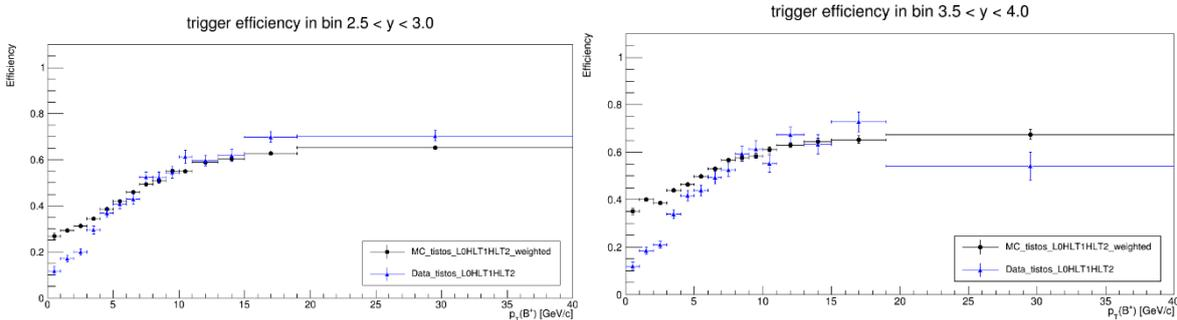 trigger efficiency in bin 2.5 < y < 3.0
Efficiency
1
0.8
0.6
0.4
0.2
0
0 5 10 15 20 25 30 35 40
p_T(B⁺) [GeV/c]
MC_tistos_L0HLT1HLT2_weighted
Data_tistos_L0HLT1HLT2
trigger efficiency in bin 3.5 < y < 4.0
Efficiency
1
0.8
0.6
0.4
0.2
0
0 5 10 15 20 25 30 35 40
p_T(B⁺) [GeV/c]
MC_tistos_L0HLT1HLT2_weighted
Data_tistos_L0HLT1HLT2